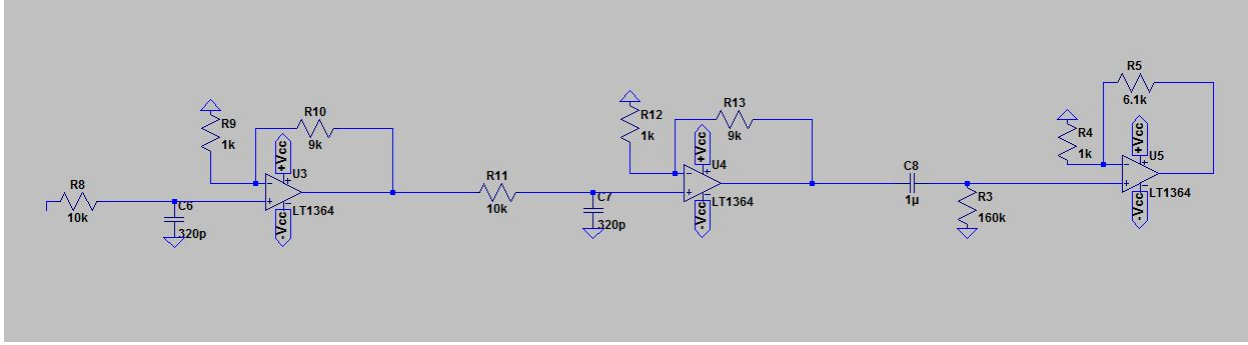 R8
10k
C6
320p
R9
1k
R10
9k
+Vcc
U3
-Vcc
LT1364
R11
10k
C7
320p
R12
1k
R13
9k
+Vcc
U4
-Vcc
LT1364
C8
1µ
R3
160k
R4
1k
R5
6.1k
+Vcc
U5
-Vcc
LT1364